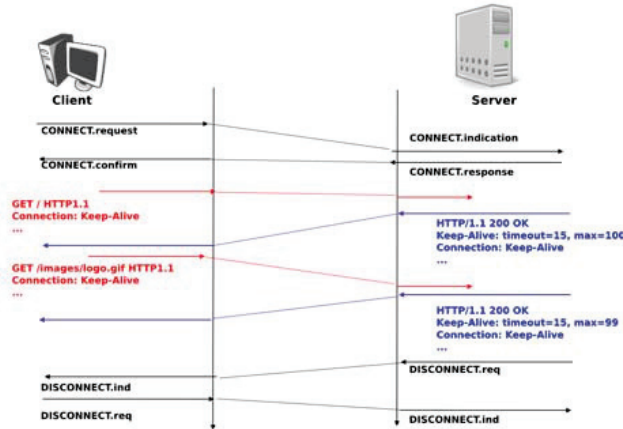 Client
Server
CONNECT.request
CONNECT.indication
CONNECT.confirm
CONNECT.response
GET / HTTP1.1
Connection: Keep-Alive
...
HTTP/1.1 200 OK
Keep-Alive: timeout=15, max=100
Connection: Keep-Alive
...
GET /images/logo.gif HTTP1.1
Connection: Keep-Alive
...
HTTP/1.1 200 OK
Keep-Alive: timeout=15, max=99
Connection: Keep-Alive
...
DISCONNECT.req
DISCONNECT.ind
DISCONNECT.req
DISCONNECT.ind